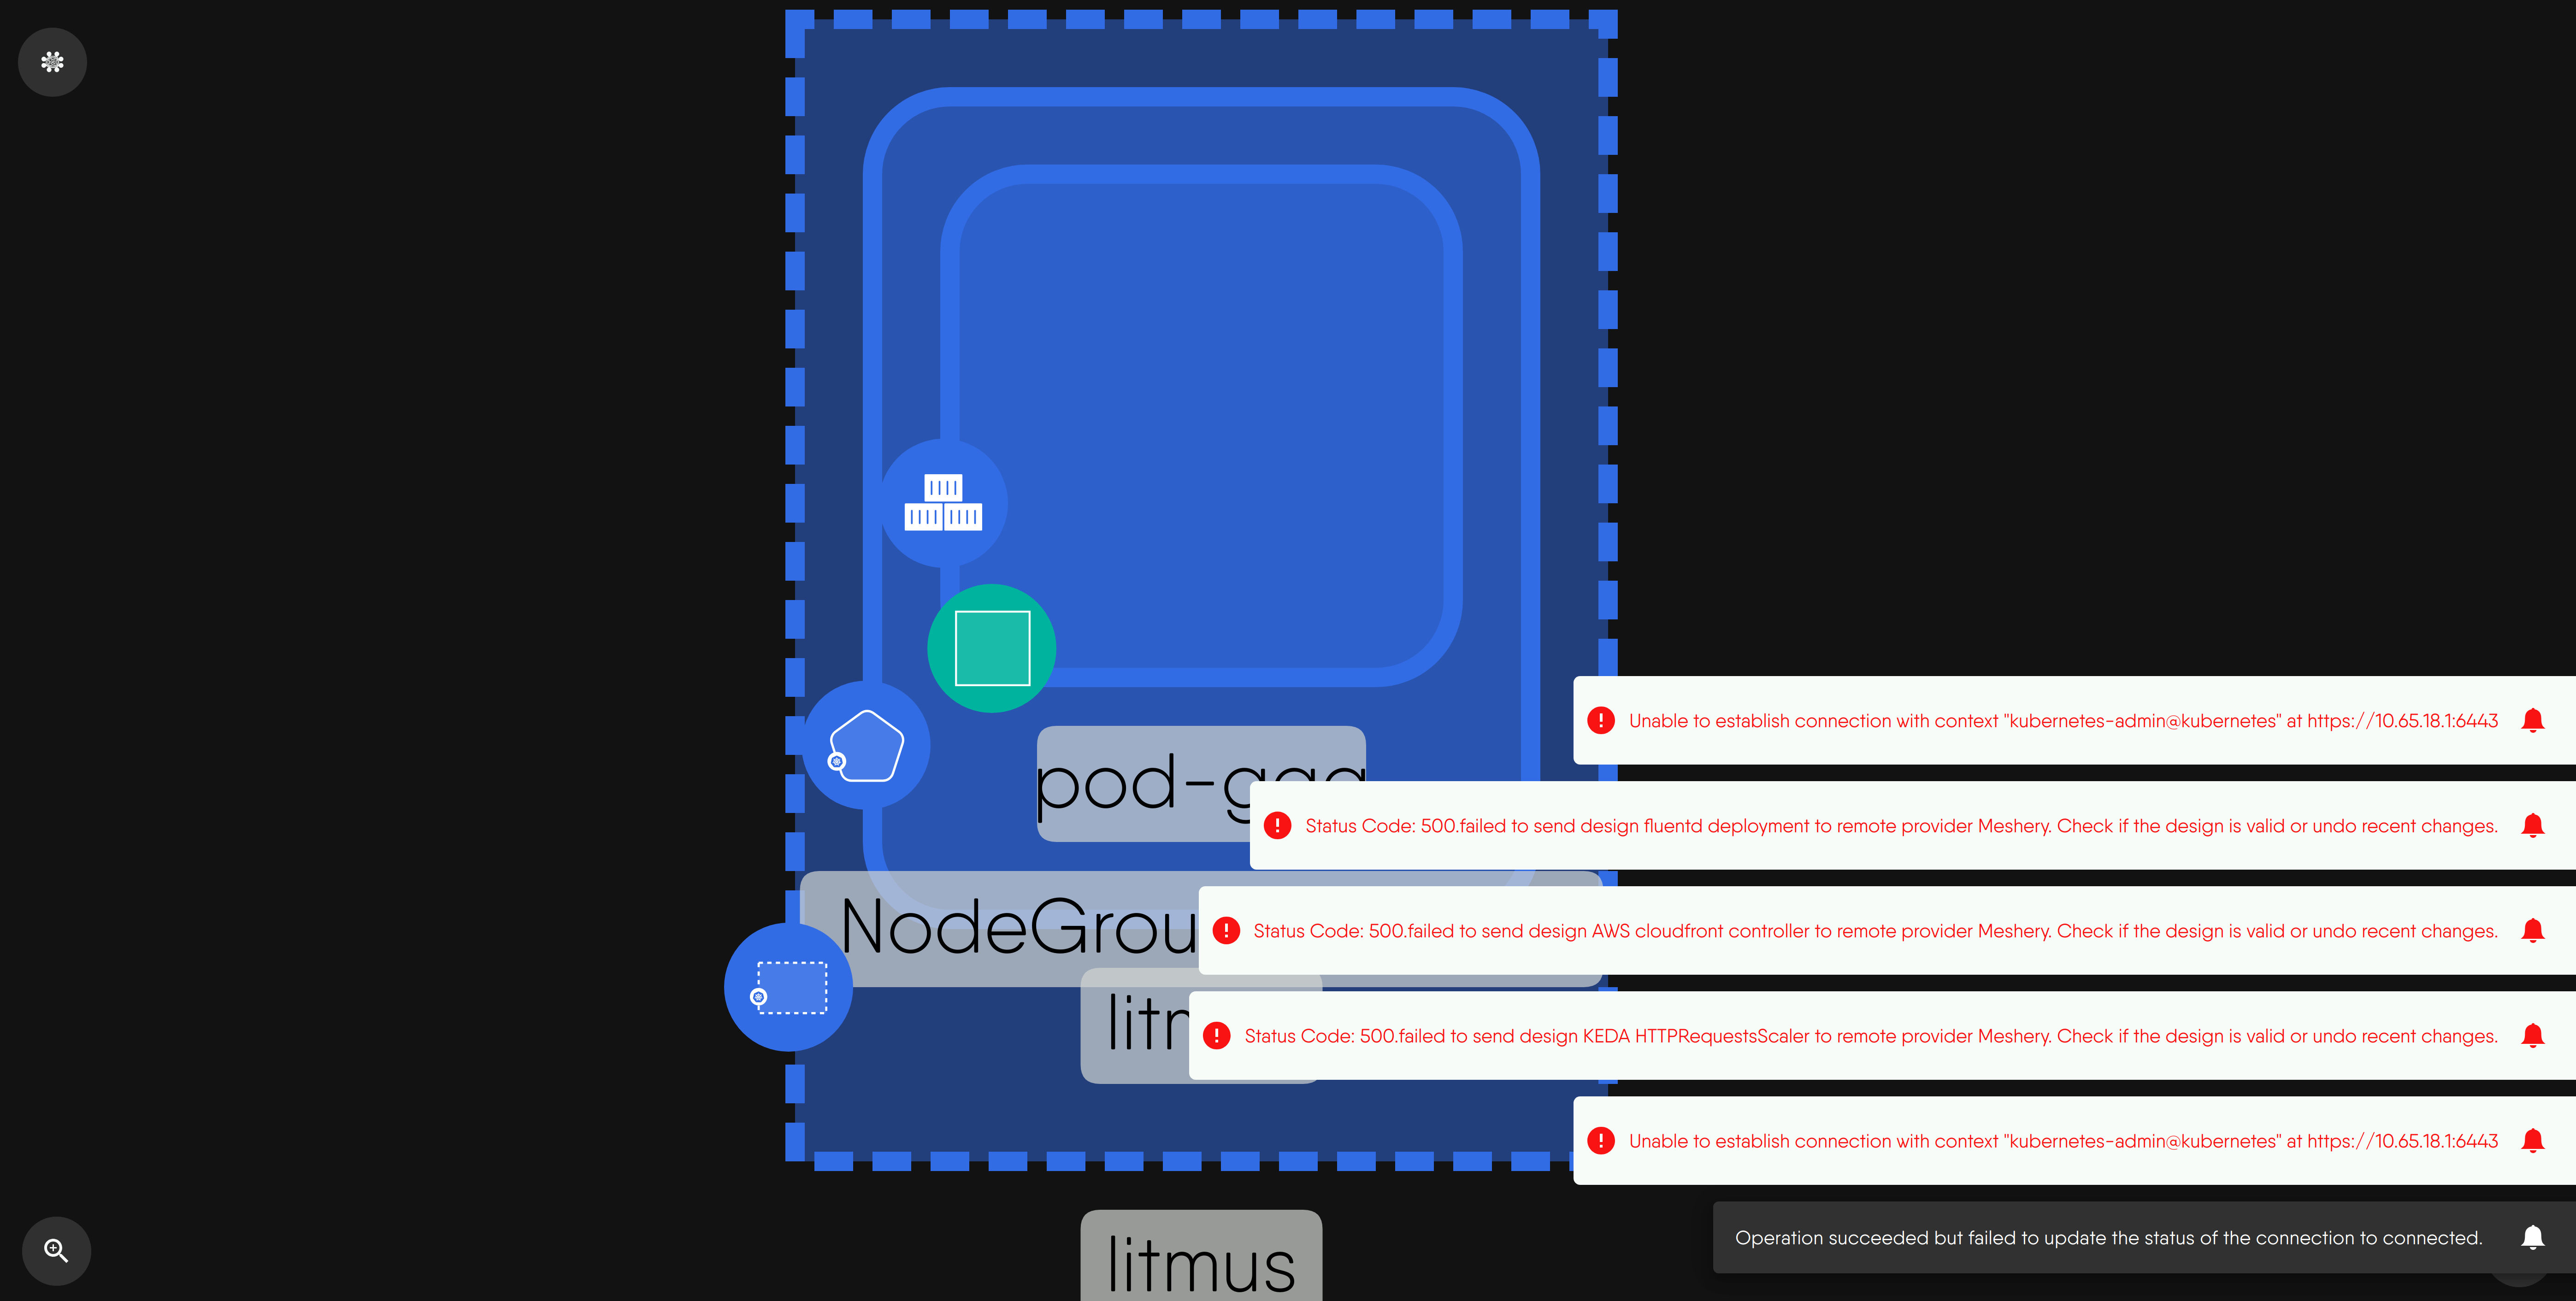 Unable to establish connection with context "kubernetes-admin@kubernetes" at https://10.65.18.1:6443
Status Code: 500.failed to send design fluentd deployment to remote provider Meshery. Check if the design is valid or undo recent changes.
NodeGrou
Status Code: 500.failed to send design AWS cloudfront controller to remote provider Meshery. Check if the design is valid or undo recent changes.
Status Code: 500.failed to send design KEDA HTTPRequestsScaler to remote provider Meshery. Check if the design is valid or undo recent changes.
Unable to establish connection with context "kubernetes-admin@kubernetes" at https://10.65.18.1:6443
Operation succeeded but failed to update the status of the connection to connected.
litmus